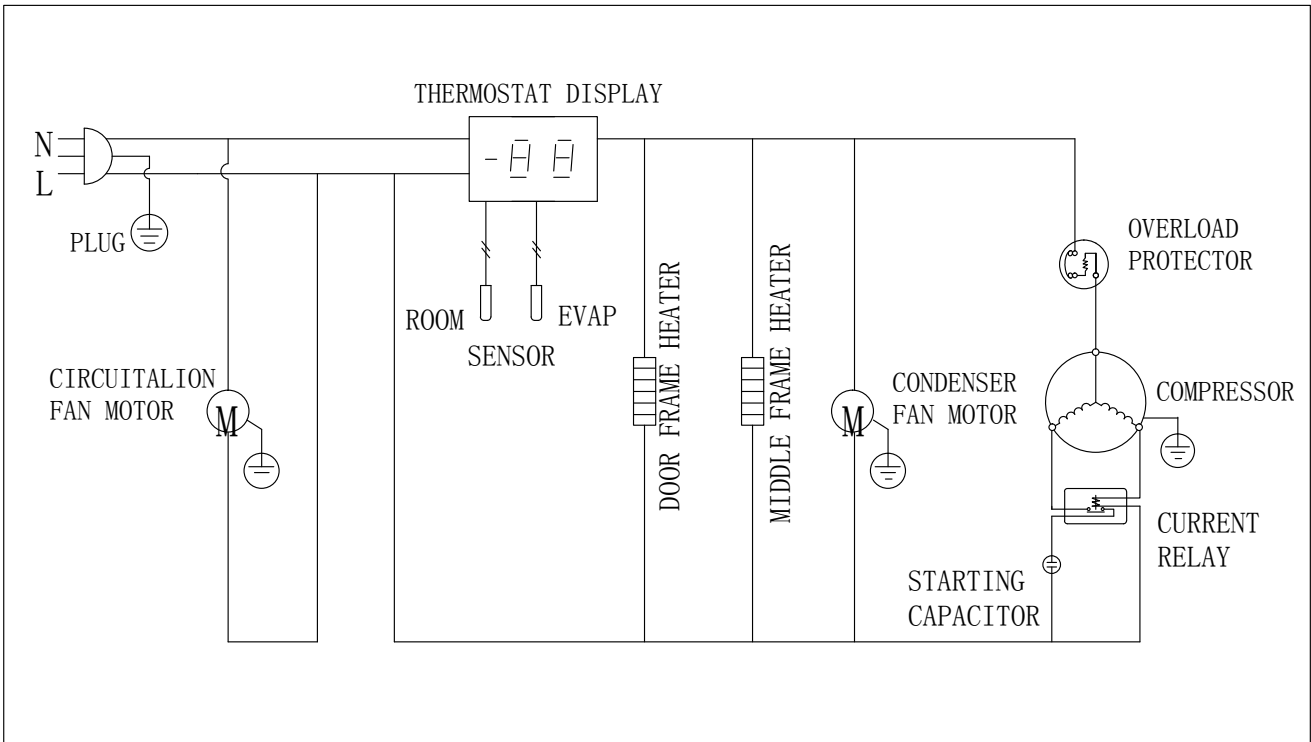 THERMOSTAT DISPLAY
N
L
PLUG
ROOM
EVAP
SENSOR
CIRCUITALION
FAN MOTOR
M
DOOR FRAME HEATER
MIDDLE FRAME HEATER
CONDENSER
FAN MOTOR
M
OVERLOAD
PROTECTOR
COMPRESSOR
CURRENT
RELAY
STARTING
CAPACITOR